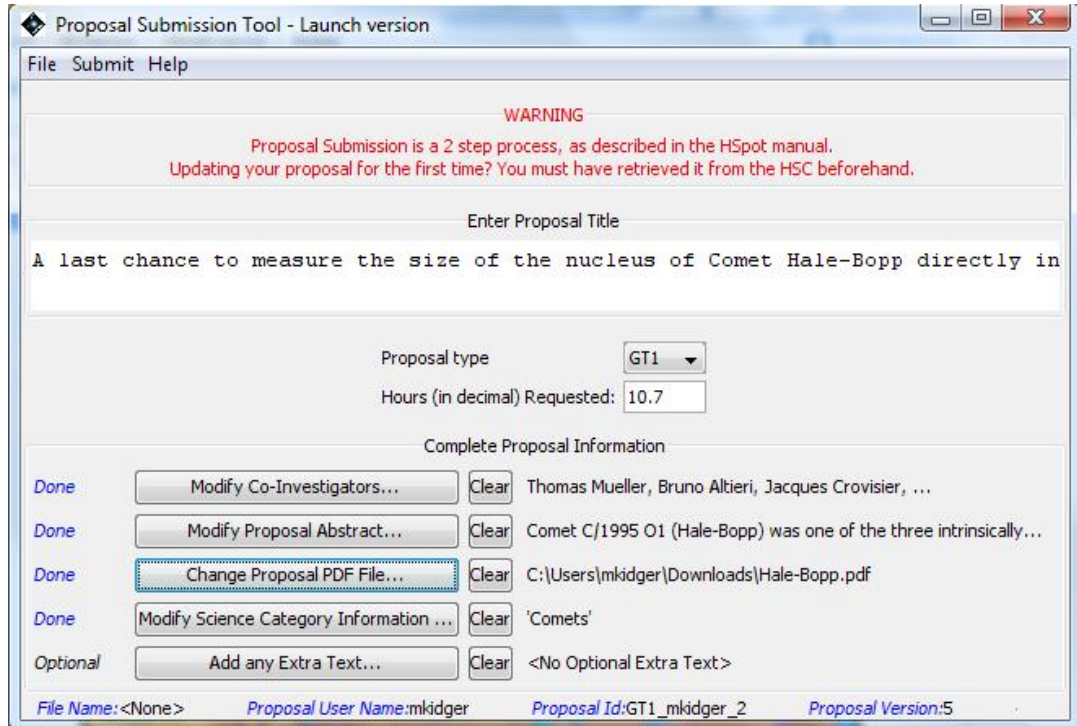 Proposal Submission Tool - Launch version
File Submit Help
WARNING
Proposal Submission is a 2 step process, as described in the HSpot manual.
Updating your proposal for the first time? You must have retrieved it from the HSC beforehand.
Enter Proposal Title
A last chance to measure the size of the nucleus of Comet Hale-Bopp directly in
Proposal type GT1
Hours (in decimal) Requested: 10.7
Complete Proposal Information
Done Modify Co-Investigators... Clear Thomas Mueller, Bruno Altieri, Jacques Crovisier, ...
Done Modify Proposal Abstract... Clear Comet C/1995 O1 (Hale-Bopp) was one of the three intrinsically...
Done Change Proposal PDF File... Clear C:\Users\mkidger\Downloads\Hale-Bopp.pdf
Done Modify Science Category Information ... Clear 'Comets'
Optional Add any Extra Text... Clear <No Optional Extra Text>
File Name:<None> Proposal User Name:mkidger Proposal Id:GT1_mkidger_2 Proposal Version:5